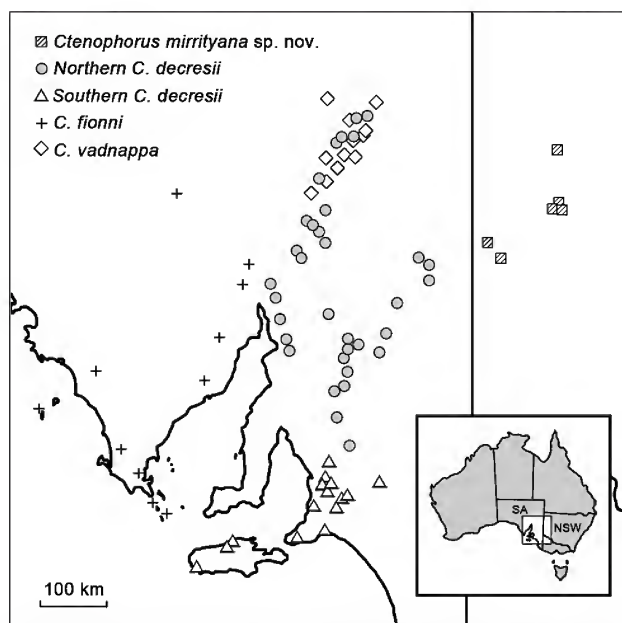 Ctenophorus mirrityana sp. nov.
Northern C. decresii
Southern C. decresii
C. fionni
C. vadnappa
100 km
SA
NSW